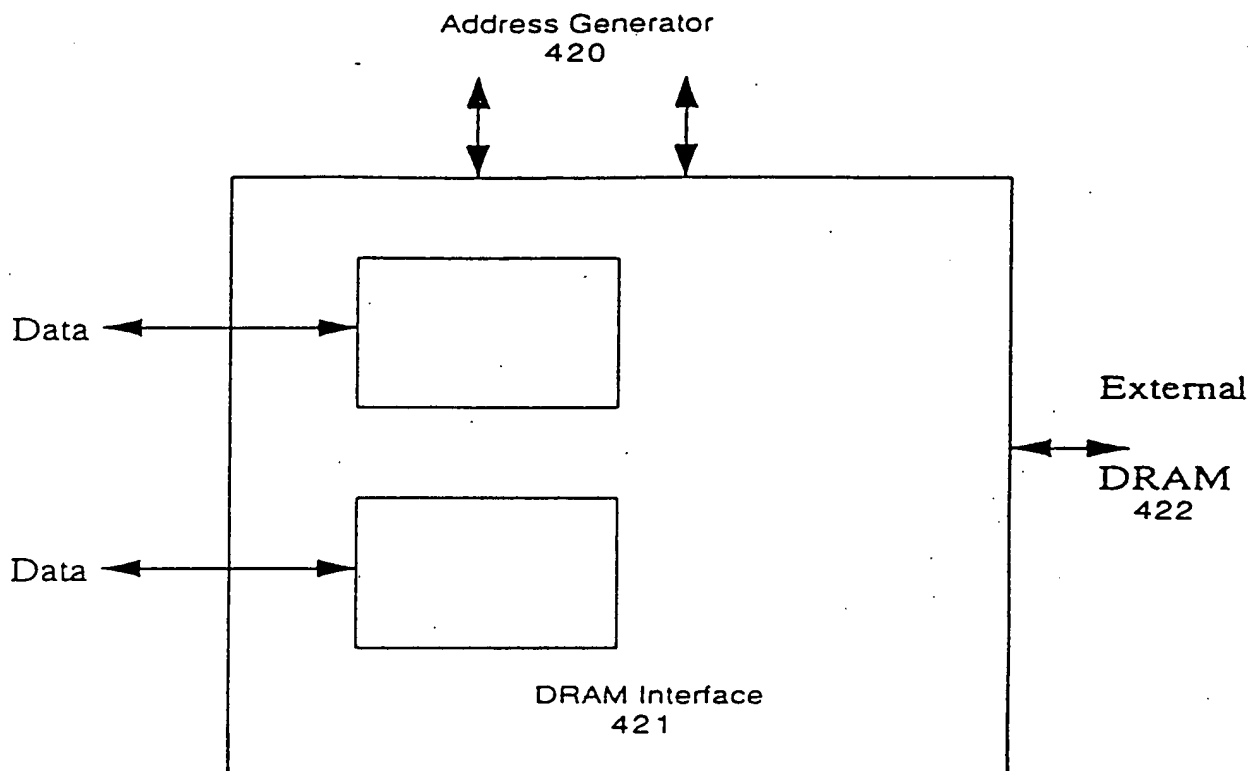 Address Generator
420
Data
External
DRAM
422
Data
DRAM Interface
421